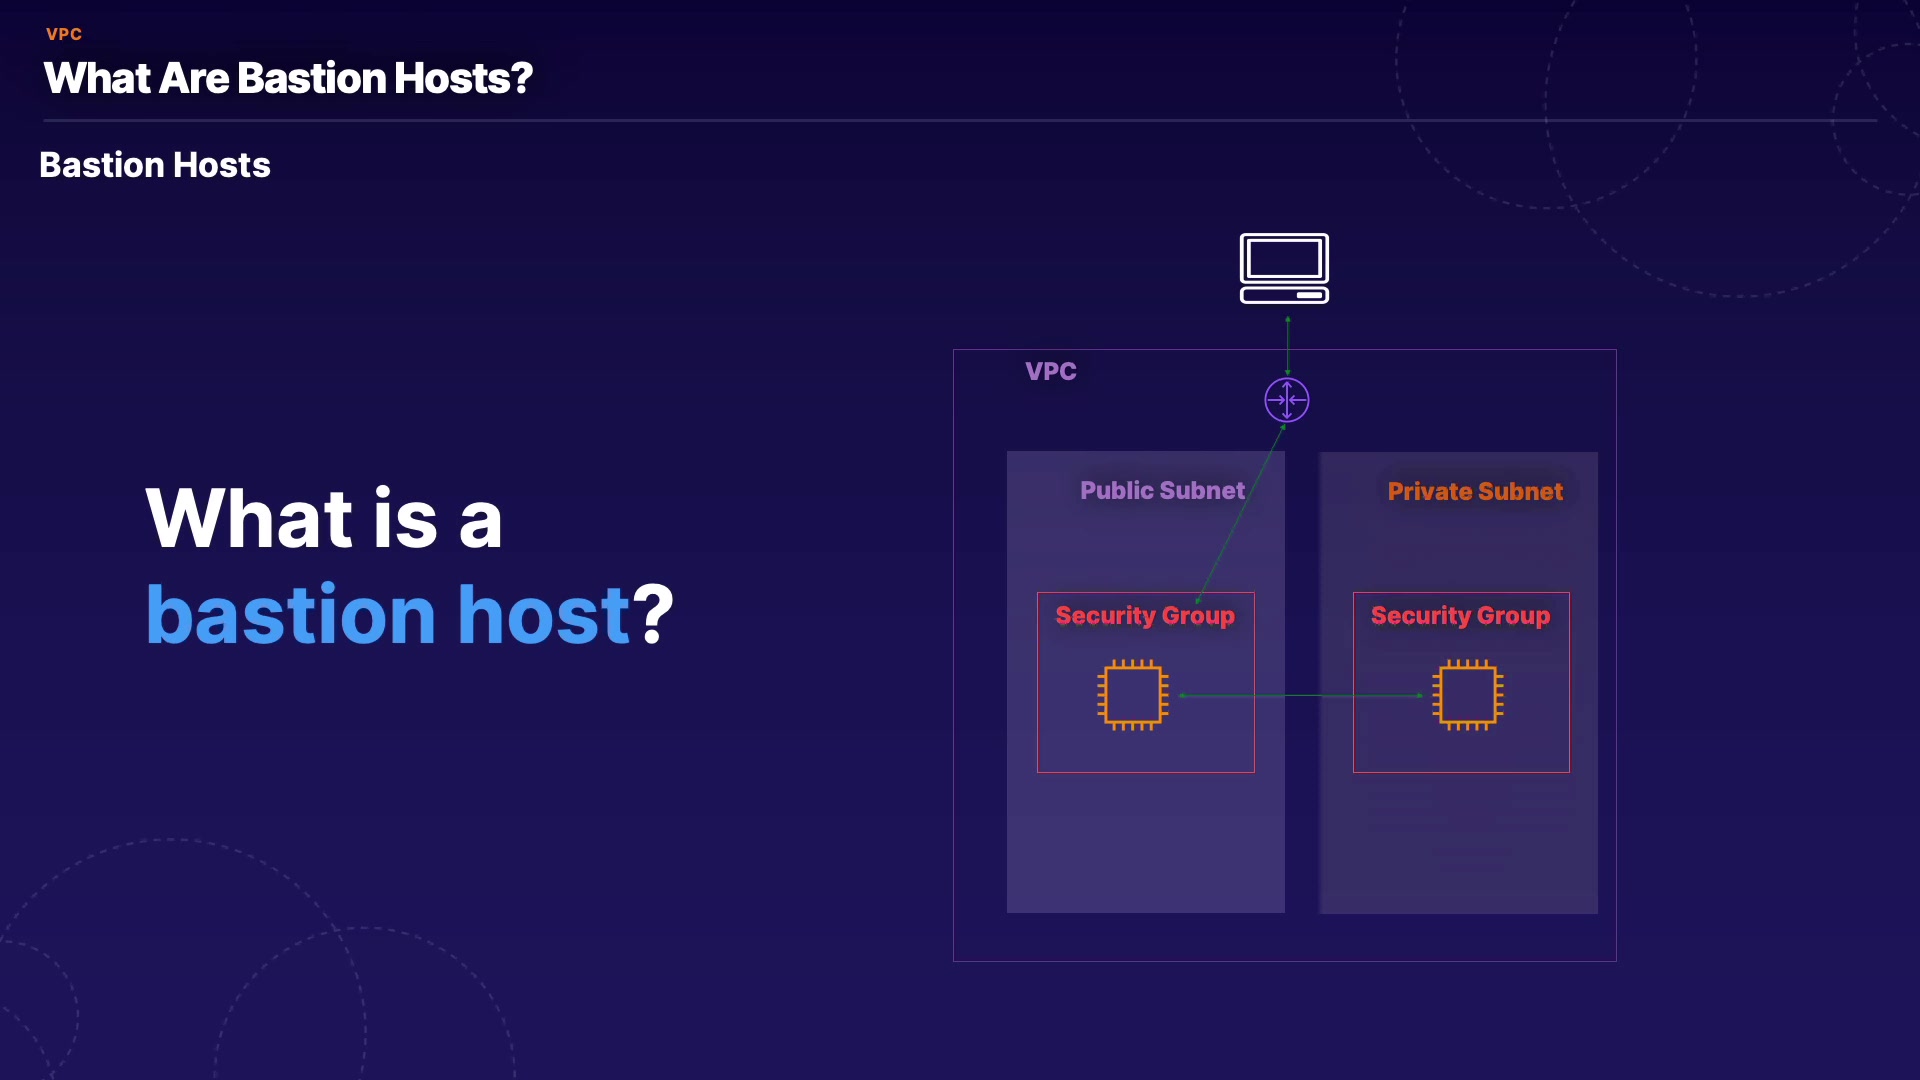 VPC
What Are Bastion Hosts?
Bastion Hosts
What is a
bastion host?
VPC
Public Subnet
Private Subnet
Security Group
Security Group